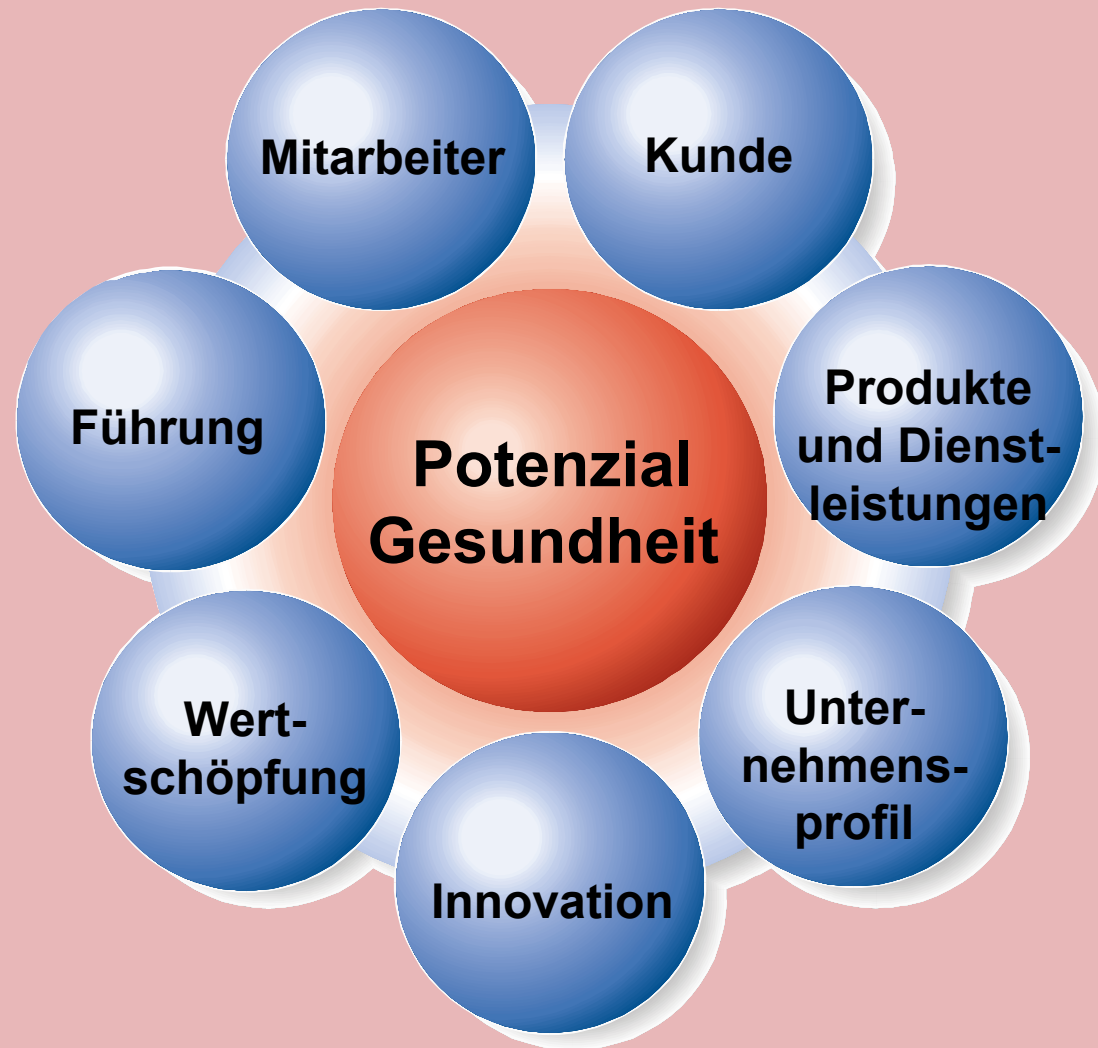 Mitarbeiter
Kunde
Führung
Produkte
und Dienst-
leistungen
Potenzial
Gesundheit
Wert-
schöpfung
Unter-
nehmens-
profil
Innovation